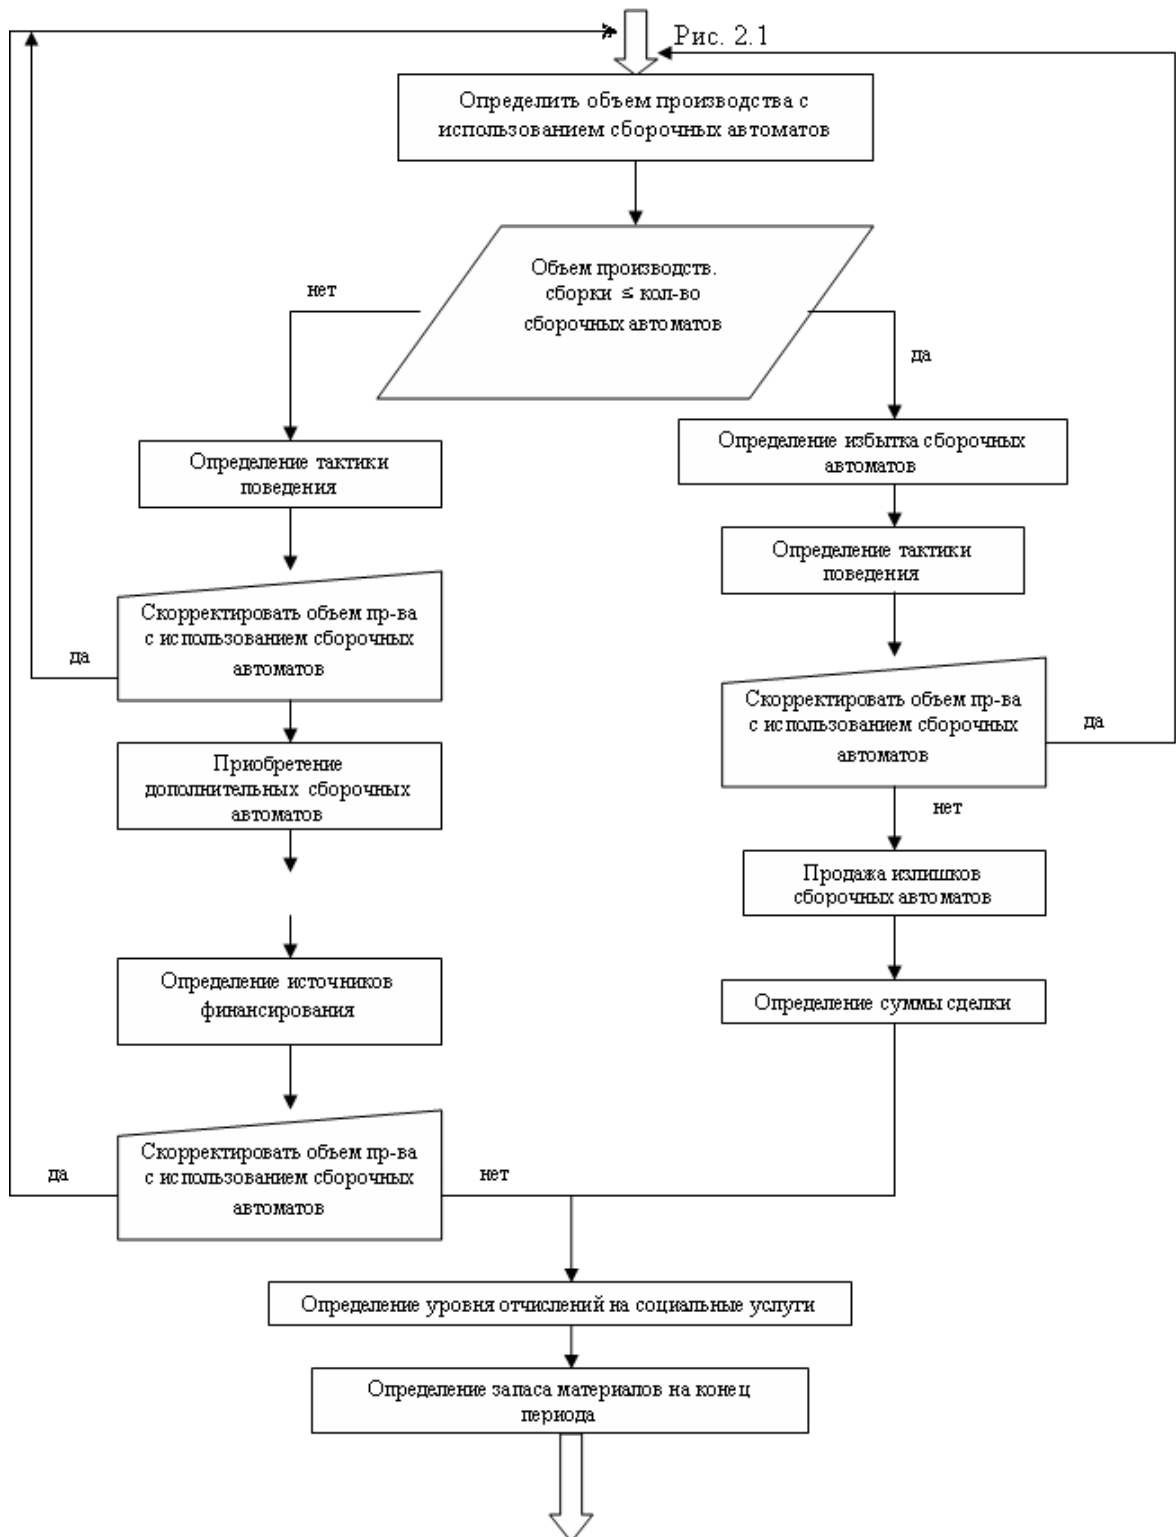 Рис. 2.1
Определить объем производства с
использованием сборочных автоматов
Объем производств.
сборки ≤ кол-во
сборочных автоматов
нет
да
Определение тактики
поведения
Определение избытка сборочных
автоматов
Определение тактики
поведения
Скорректировать объем пр-ва
с использованием сборочных
автоматов
да
Скорректировать объем пр-ва
с использованием сборочных
автоматов
да
нет
Приобретение
дополнительных сборочных
автоматов
Продажа излишков
сборочных автоматов
Определение источников
финансирования
Определение суммы сделки
Скорректировать объем пр-ва
с использованием сборочных
автоматов
да
нет
Определение уровня отчислений на социальные услуги
Определение запаса материалов на конец
периода